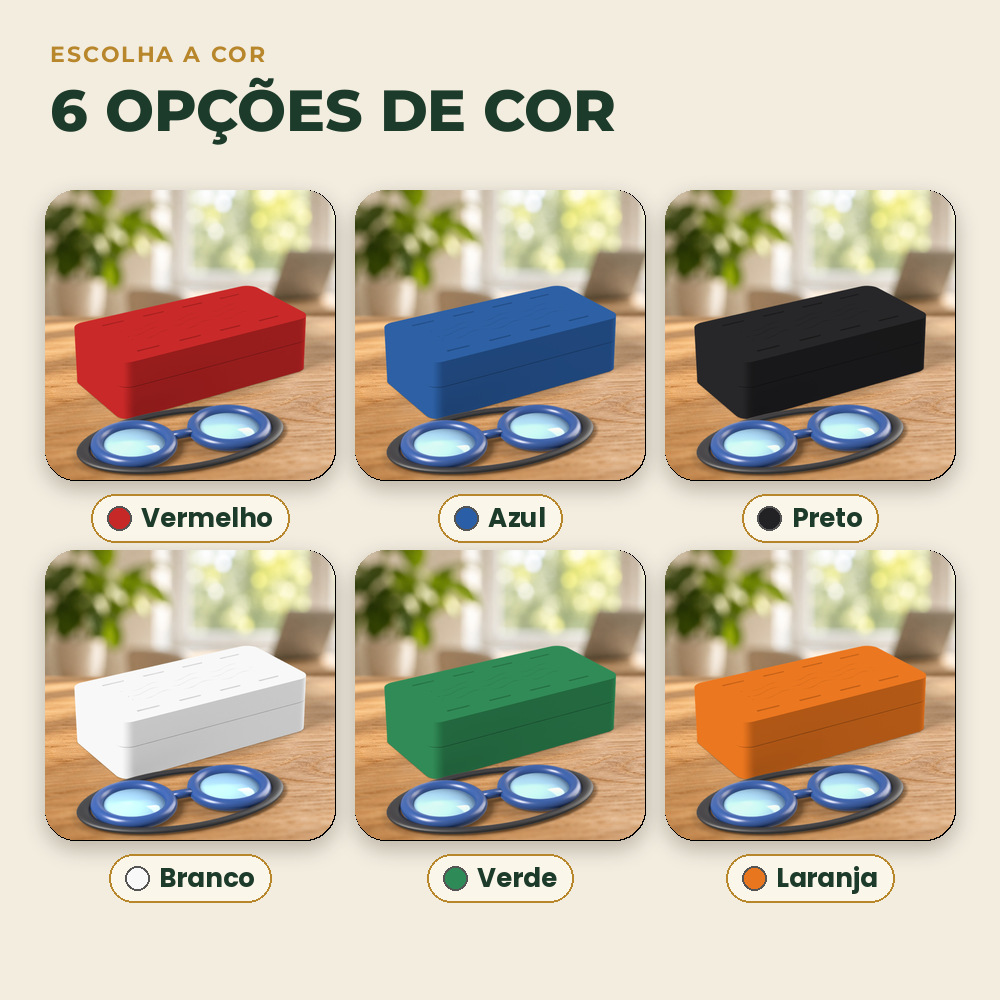 ESCOLHA A COR
6 OPÇÕES DE COR
Vermelho
Azul
Preto
Branco
Verde
Laranja